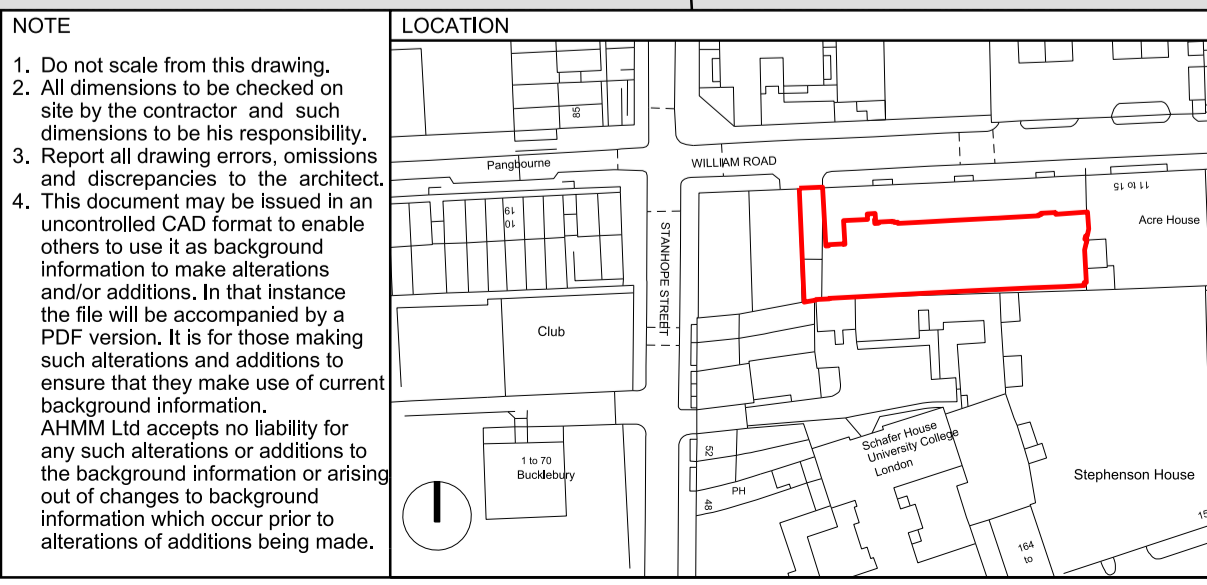 NOTE
1. Do not scale from this drawing.
2. All dimensions to be checked on
site by the contractor and such
dimensions to be his responsibility.
3. Report all drawing errors, omissions
and discrepancies to the architect.
4. This document may be issued in an
uncontrolled CAD format to enable
others to use it as background
information to make alterations
and/or additions. In that instance
the file will be accompanied by a
PDF version. It is for those making
such alterations and additions to
ensure that they make use of current
background information.
AHMM Ltd accepts no liability for
any such alterations or additions to
the background information or arising
out of changes to background
information which occur prior to
alterations of additions being made.
LOCATION
85
Pangbourne
WILLIAM ROAD
11 to 15
Acre House
19
10
STANHOPE STREET
Club
1 to 70
Bucklebury
52
48
PH
Schafer House
University College
London
Stephenson House
164
to